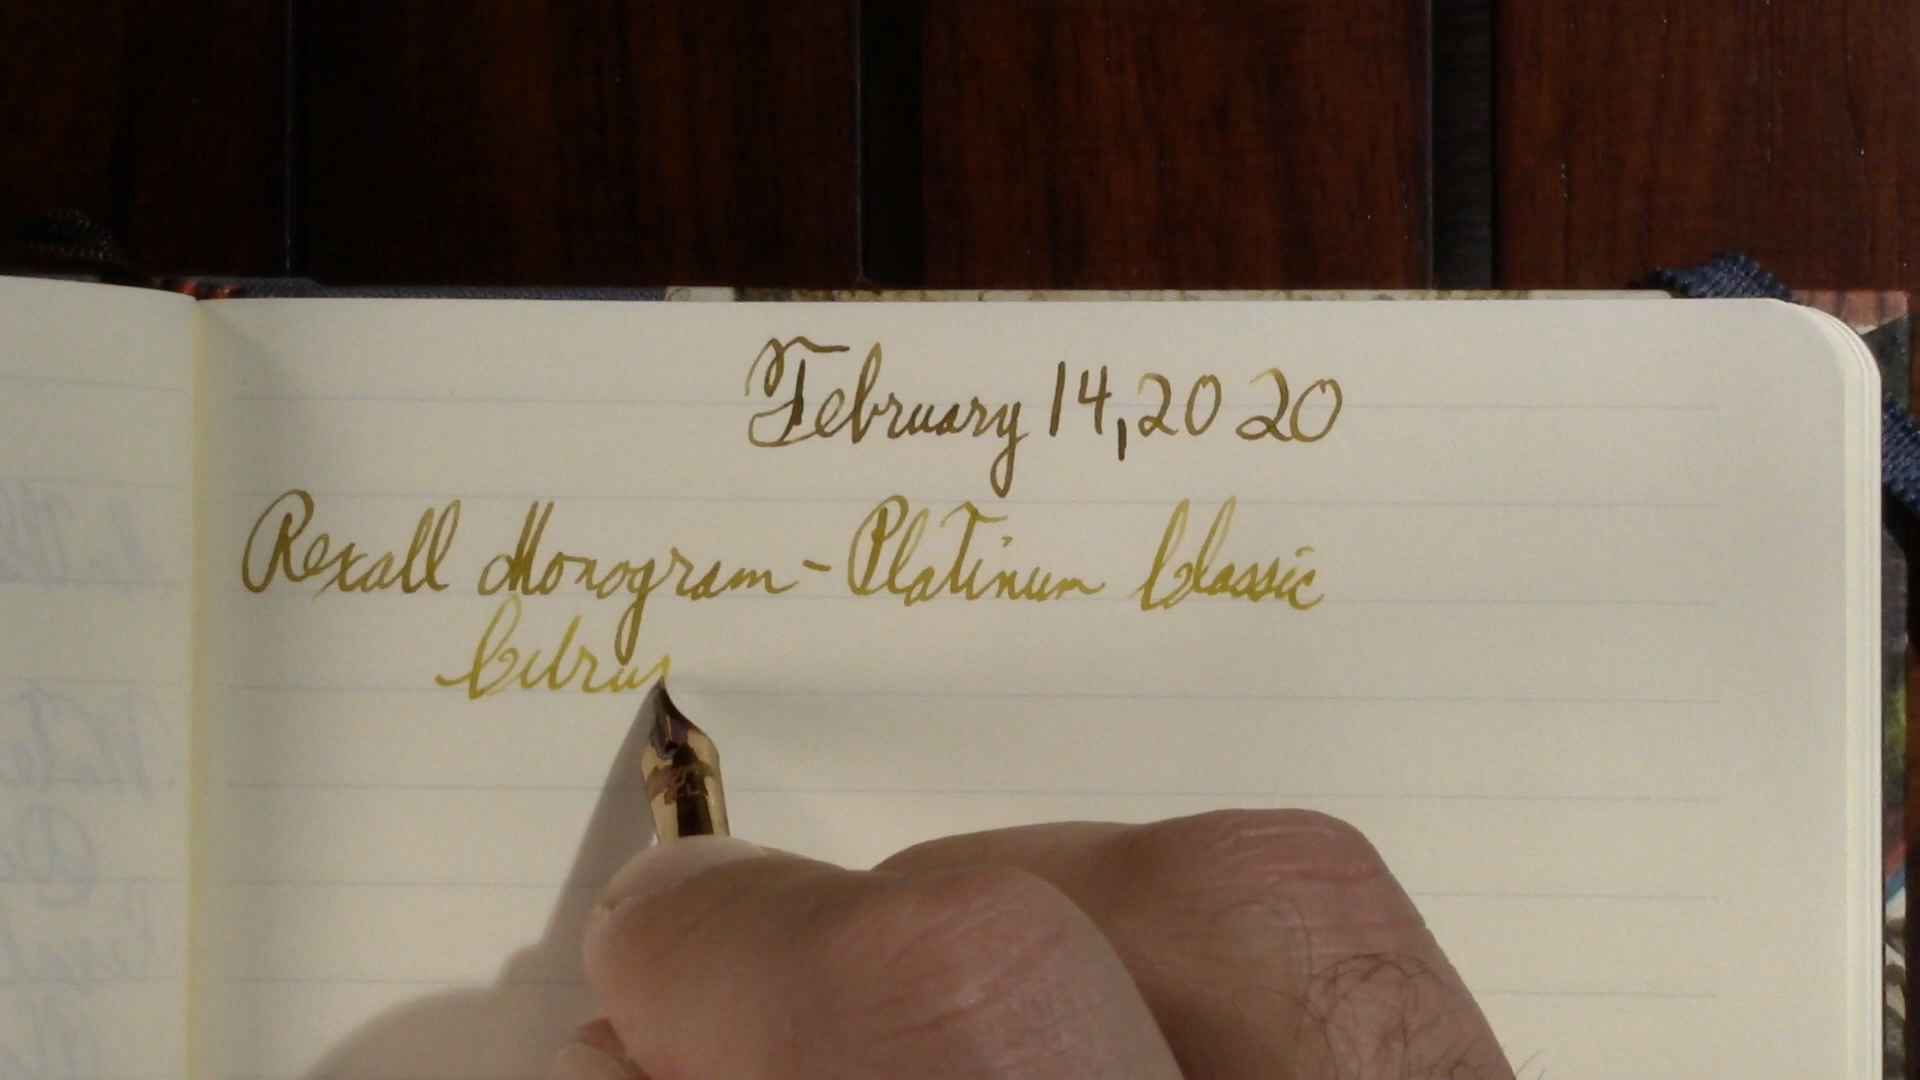 February 14, 2020
Rexall Monogram - Platinum Classic
Citrus